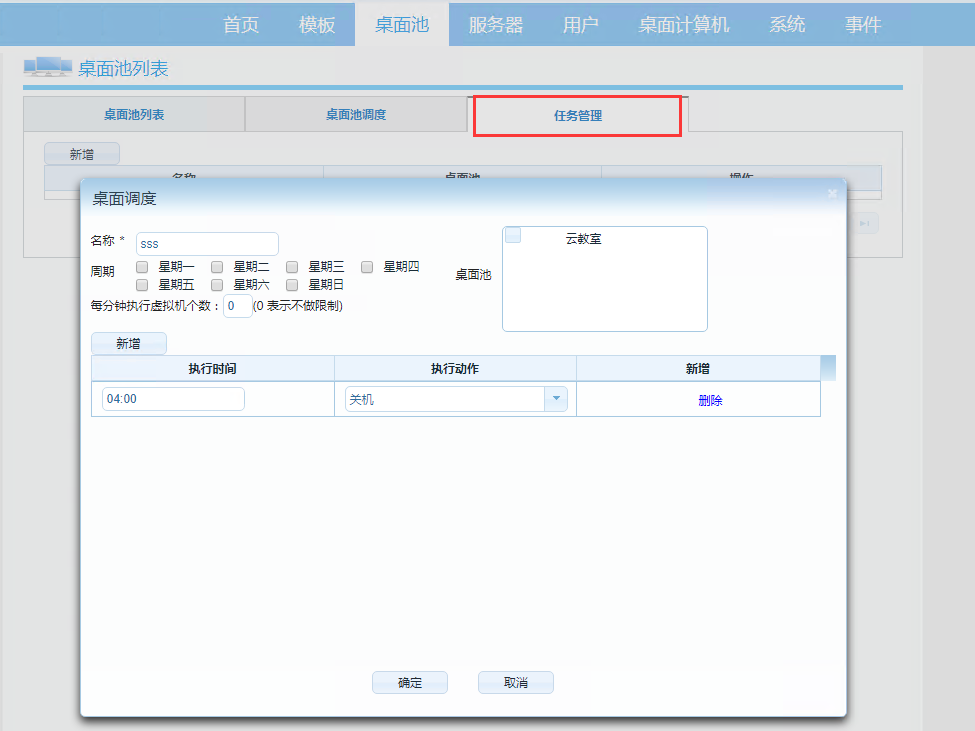 首页 模板 桌面池 服务器 用户 桌面计算机 系统 事件
桌面池列表
桌面池列表 桌面池调度 任务管理
新增
名称 桌面池 操作
桌面调度
名称 * sss
周期 星期一 星期二 星期三 星期四
星期五 星期六 星期日
每分钟执行虚拟机个数： 0 (0 表示不做限制)
桌面池 云教室
新增
执行时间 执行动作 新增
04:00 关机 删除
确定 取消